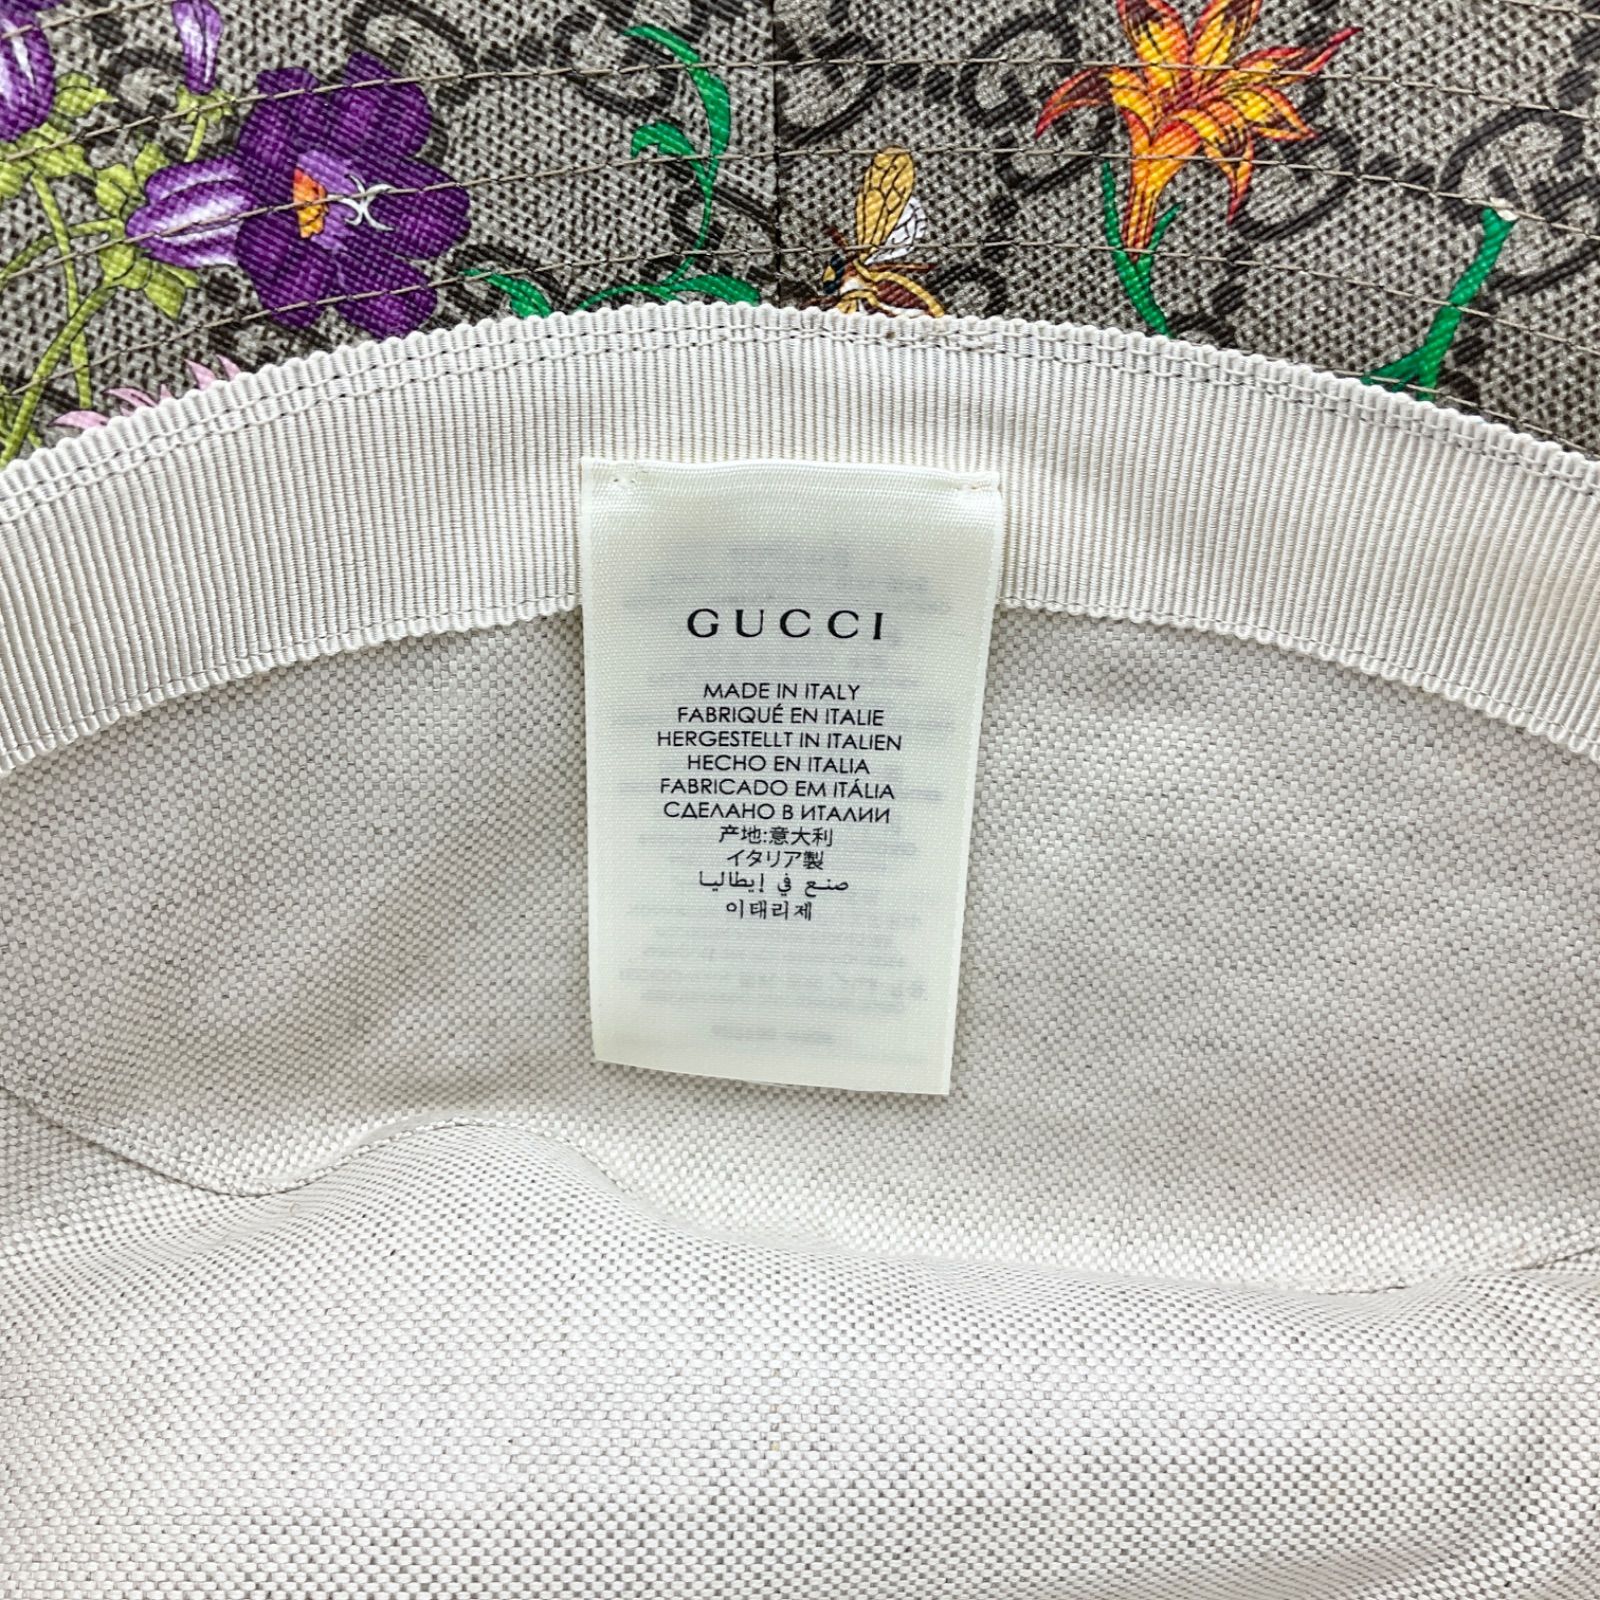 GUCCI
MADE IN ITALY
FABRIQUÉ EN ITALIE
HERGESTELLT IN ITALIEN
HECHO EN ITALIA
FABRICADO EM ITÁLIA
СДЕЛАНО В ИТАЛИИ
产地:意大利
イタリア製
صنع في إيطاليا
이태리제